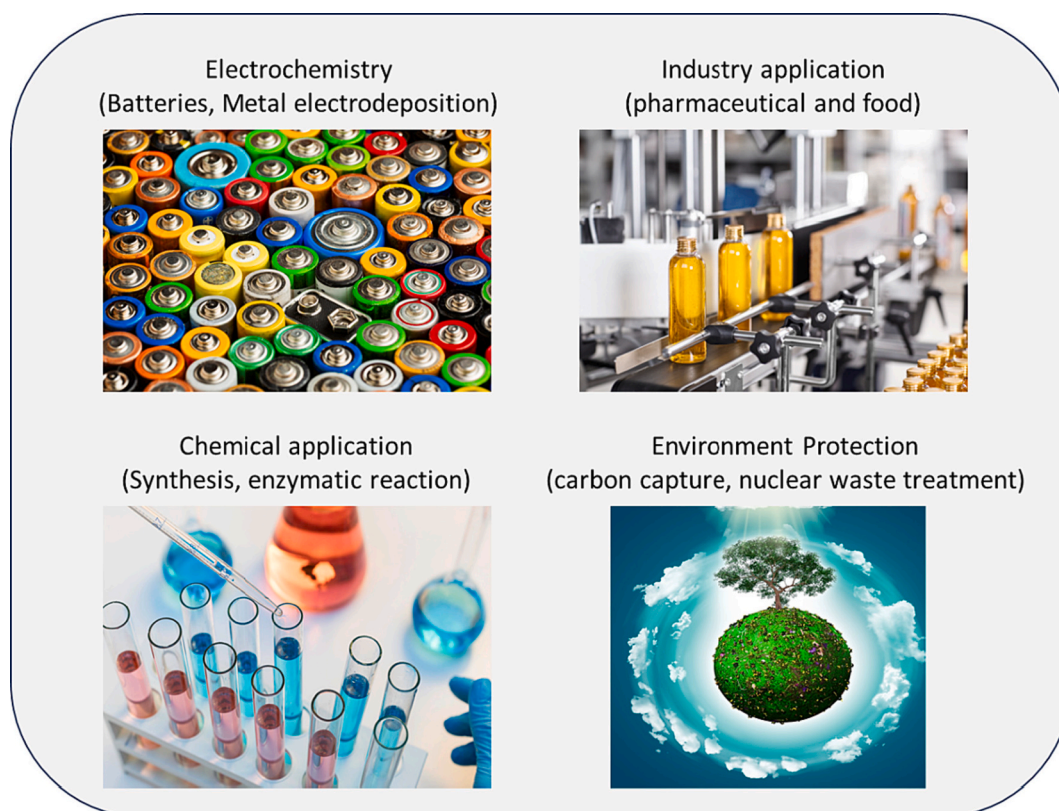 Electrochemistry
(Batteries, Metal electrodeposition)
Industry application
(pharmaceutical and food)
Chemical application
(Synthesis, enzymatic reaction)
Environment Protection
(carbon capture, nuclear waste treatment)